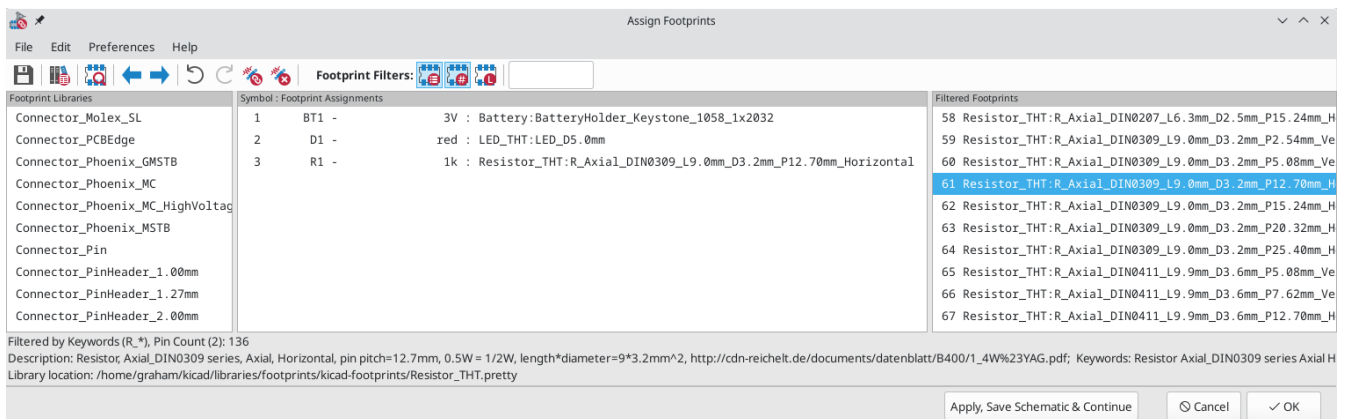 Assign Footprints
File Edit Preferences Help
Footprint Filters:
Footprint Libraries
Connector_Molex_SL
Connector_PCBEdge
Connector_Phoenix_GMSTB
Connector_Phoenix_MC
Connector_Phoenix_MC_HighVoltag
Connector_Phoenix_MSTB
Connector_Pin
Connector_PinHeader_1.00mm
Connector_PinHeader_1.27mm
Connector_PinHeader_2.00mm
Symbol : Footprint Assignments
1 BT1 - 3V : Battery:BatteryHolder_Keystone_1058_1x2032
2 D1 - red : LED_THT:LED_D5.0mm
3 R1 - 1k : Resistor_THT:R_Axial_DIN0309_L9.0mm_D3.2mm_P12.70mm_Horizontal
Filtered Footprints
58 Resistor_THT:R_Axial_DIN0207_L6.3mm_D2.5mm_P15.24mm_H
59 Resistor_THT:R_Axial_DIN0309_L9.0mm_D3.2mm_P2.54mm_Ve
60 Resistor_THT:R_Axial_DIN0309_L9.0mm_D3.2mm_P5.08mm_Ve
61 Resistor_THT:R_Axial_DIN0309_L9.0mm_D3.2mm_P12.70mm_H
62 Resistor_THT:R_Axial_DIN0309_L9.0mm_D3.2mm_P15.24mm_H
63 Resistor_THT:R_Axial_DIN0309_L9.0mm_D3.2mm_P20.32mm_H
64 Resistor_THT:R_Axial_DIN0309_L9.0mm_D3.2mm_P25.40mm_H
65 Resistor_THT:R_Axial_DIN0411_L9.9mm_D3.6mm_P5.08mm_Ve
66 Resistor_THT:R_Axial_DIN0411_L9.9mm_D3.6mm_P7.62mm_Ve
67 Resistor_THT:R_Axial_DIN0411_L9.9mm_D3.6mm_P12.70mm_H
Filtered by Keywords (R_*), Pin Count (2): 136
Description: Resistor, Axial_DIN0309 series, Axial, Horizontal, pin pitch=12.7mm, 0.5W = 1/2W, length*diameter=9*3.2mm^2, http://cdn-reichelt.de/documents/datenblatt/B400/1_4W%23YAG.pdf; Keywords: Resistor Axial_DIN0309 series Axial H
Library location: /home/graham/kicad/libraries/footprints/kicad-footprints/Resistor_THT.pretty
Apply, Save Schematic & Continue Cancel OK